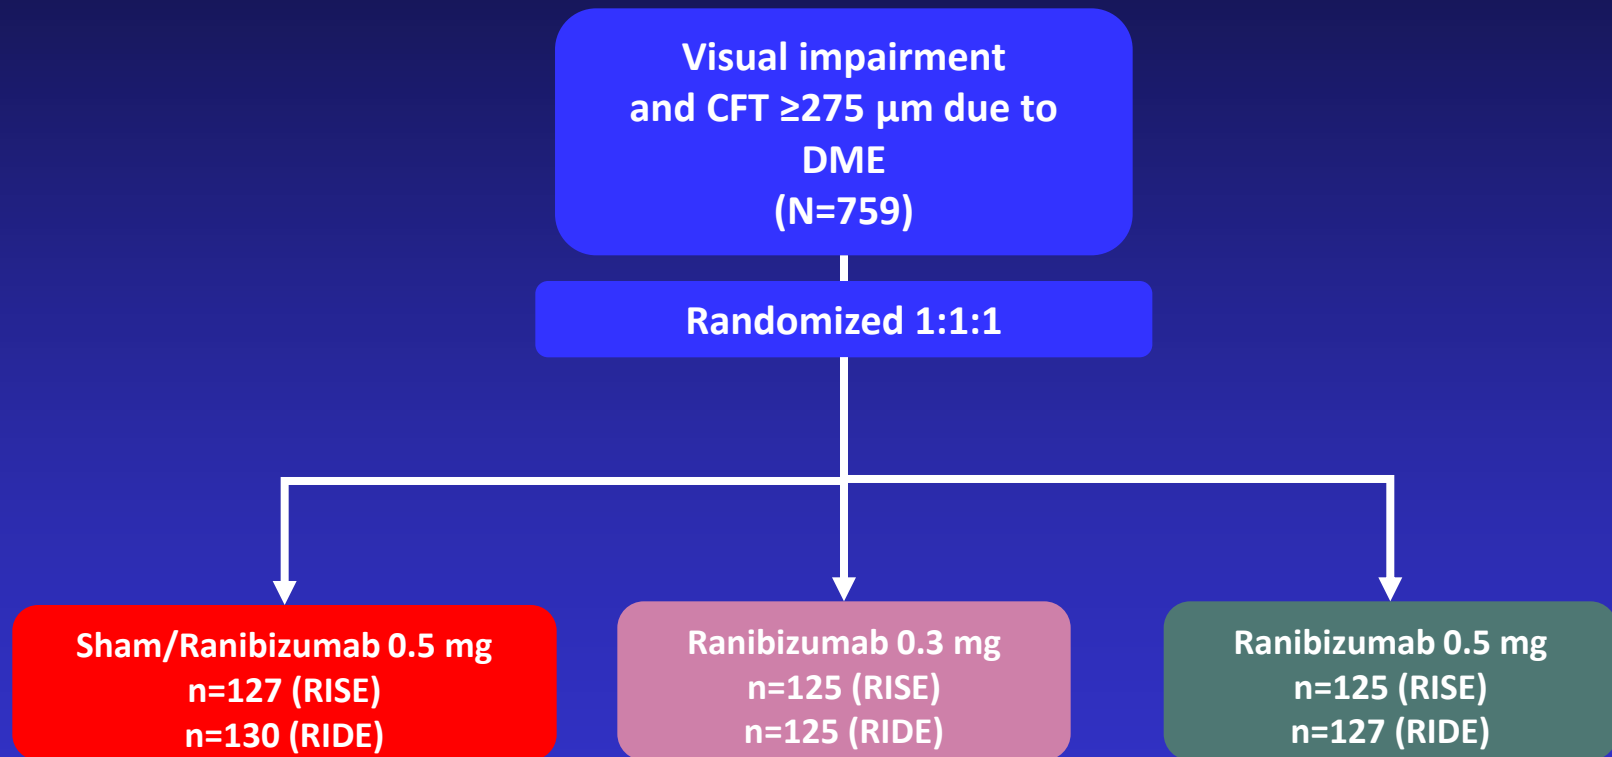 Visual impairment
and CFT ≥275 µm due to
DME
(N=759)
Randomized 1:1:1
Sham/Ranibizumab 0.5 mg
n=127 (RISE)
n=130 (RIDE)
Ranibizumab 0.3 mg
n=125 (RISE)
n=125 (RIDE)
Ranibizumab 0.5 mg
n=125 (RISE)
n=127 (RIDE)